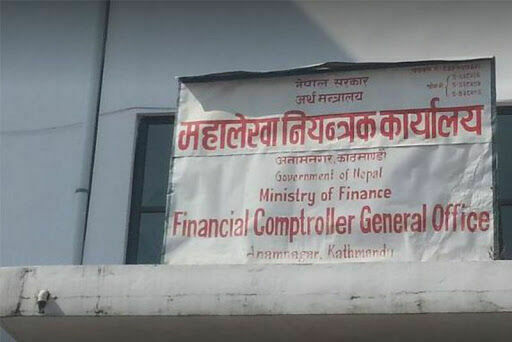 नेपाल सरकार
अर्थ मन्त्रालय
महालेखा नियन्त्रक कार्यालय
अनामनगर, काठमाण्डौ
Government of Nepal
Ministry of Finance
Financial Comptroller General Office
Anamnagar, Kathmandu